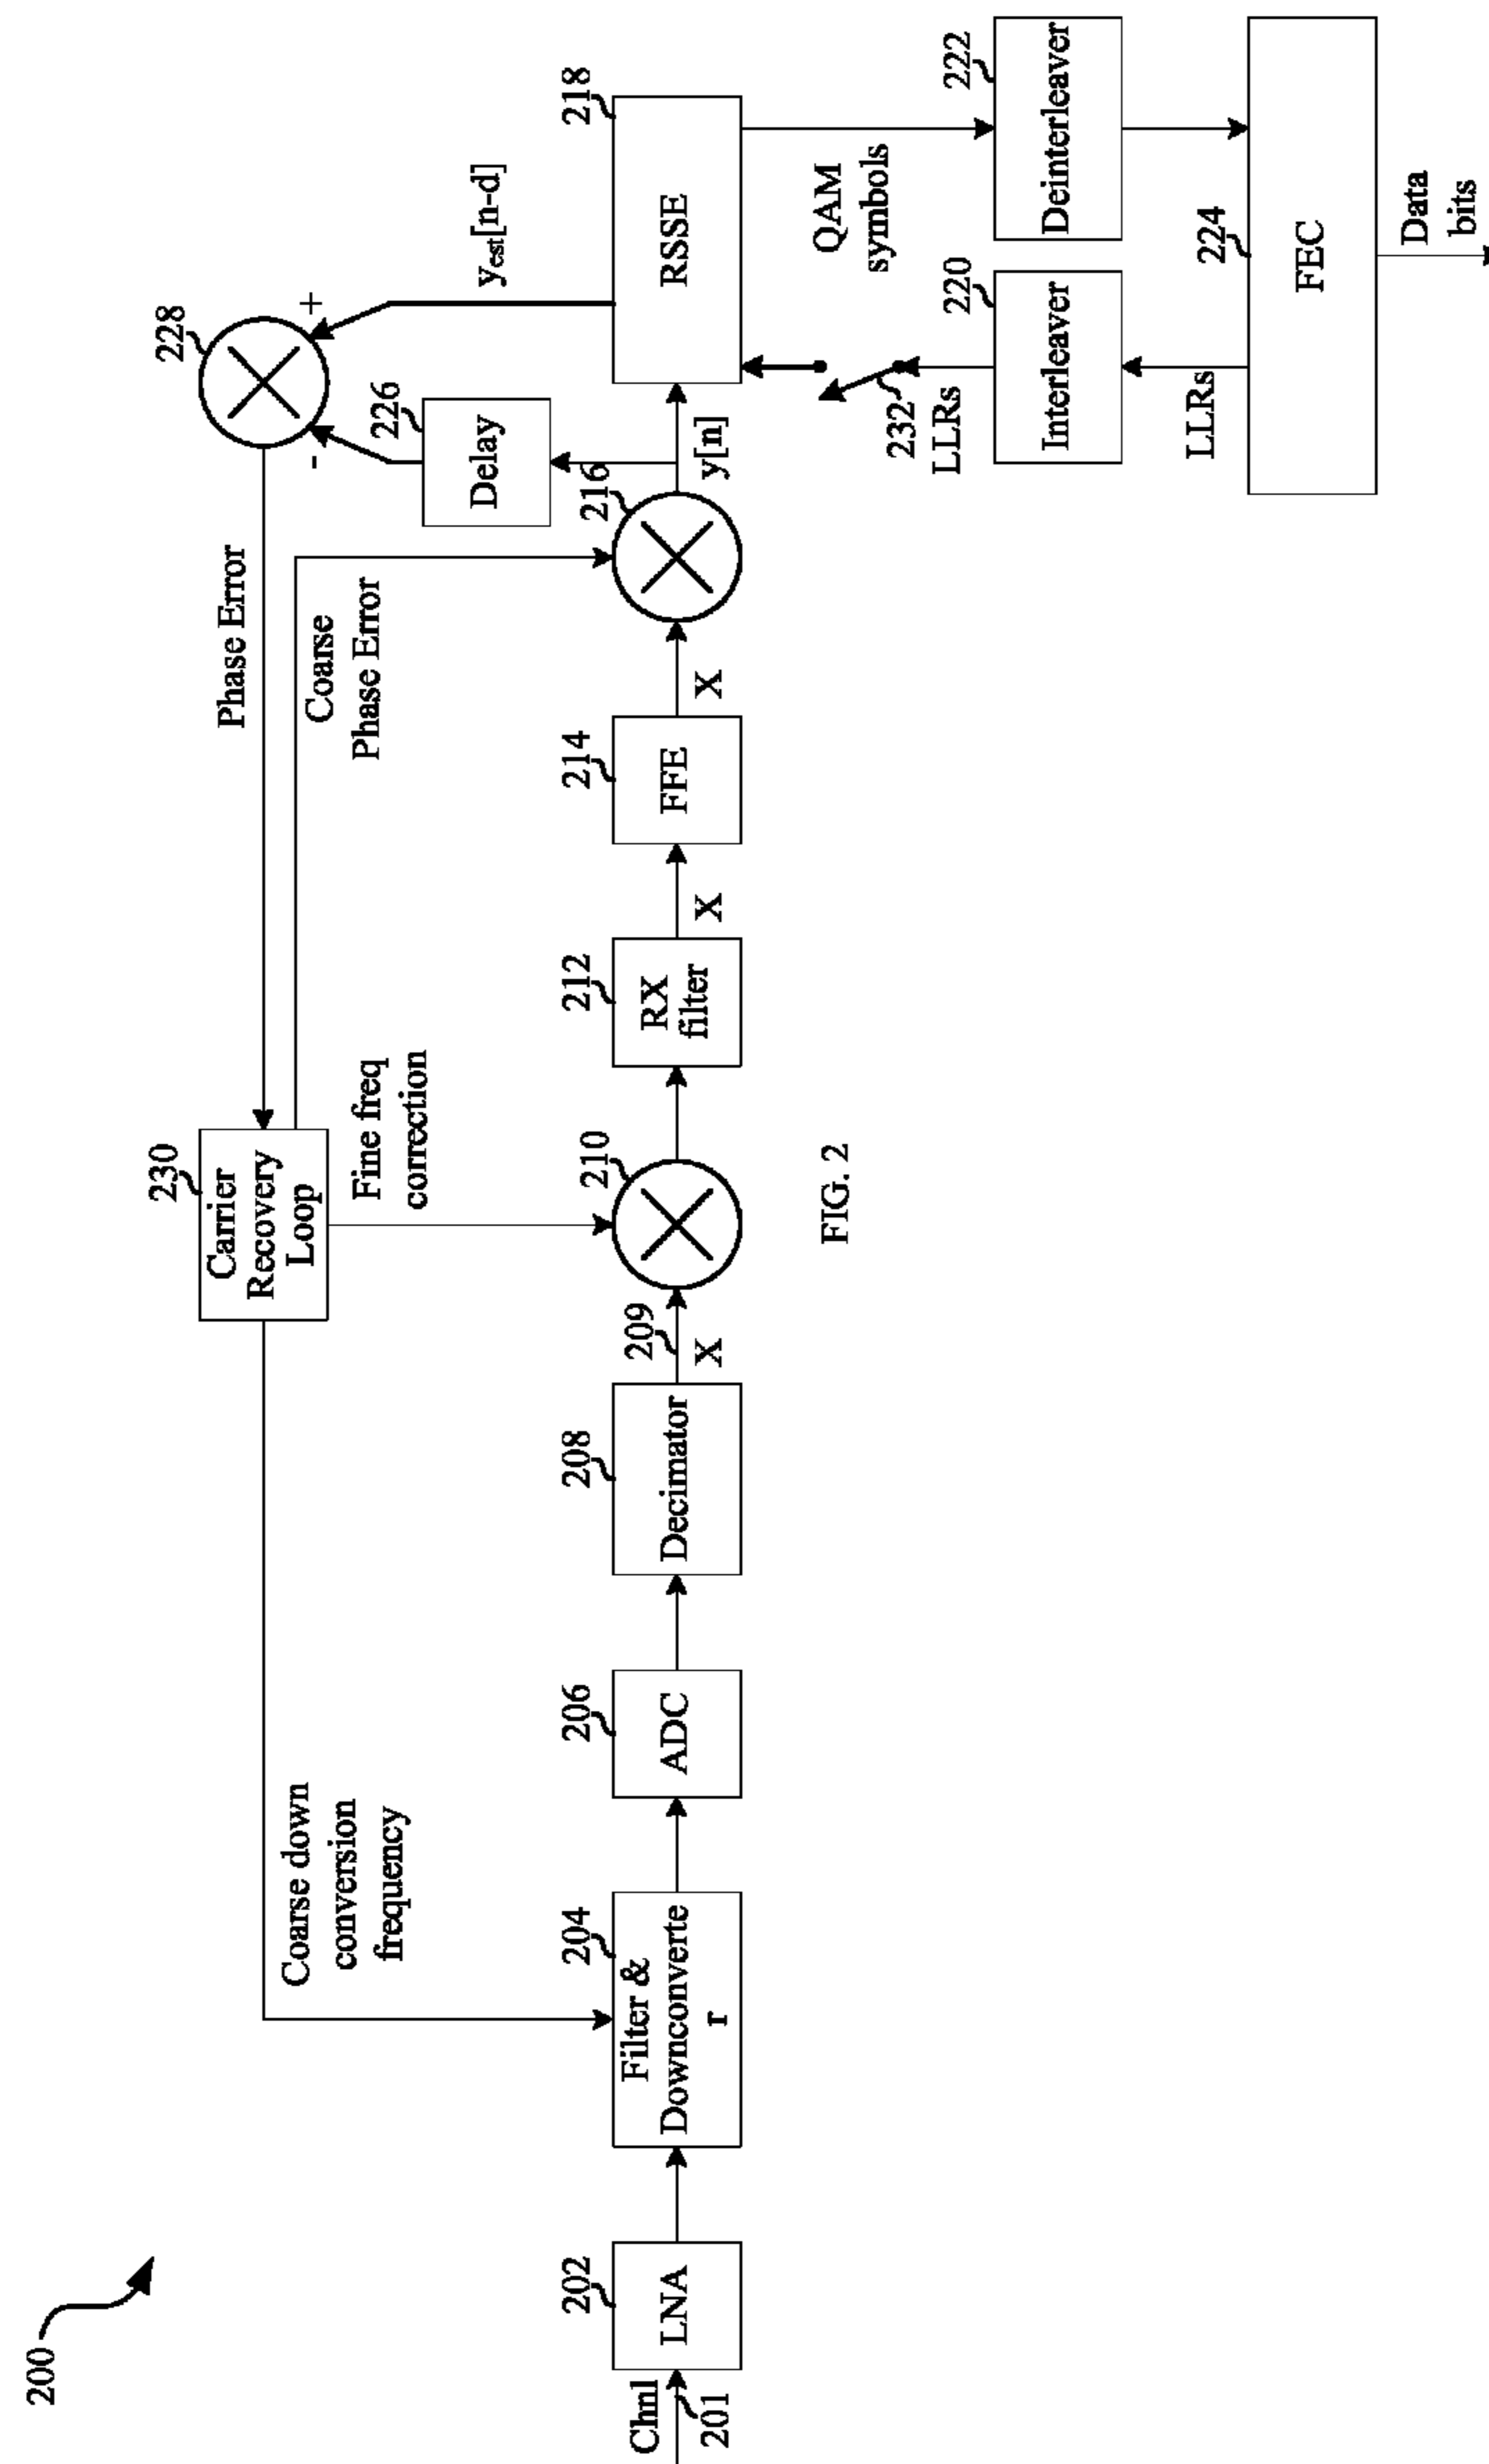 200
Chnl
201
202
LNA
204
Filter &
Downconverte
r
206
ADC
208
Decimator
209
X
210
212
RX
filter
X
214
FFE
X
216
y[n]
218
RSSE
Coarse down
conversion
frequency
230
Carrier
Recovery
Loop
Fine freq
correction
Phase Error
Coarse
Phase Error
226
Delay
228
-
+
yest[n-d]
232
LLRs
QAM
symbols
220
Interleaver
222
Deinterleaver
LLRs
224
FEC
Data
bits
FIG. 2